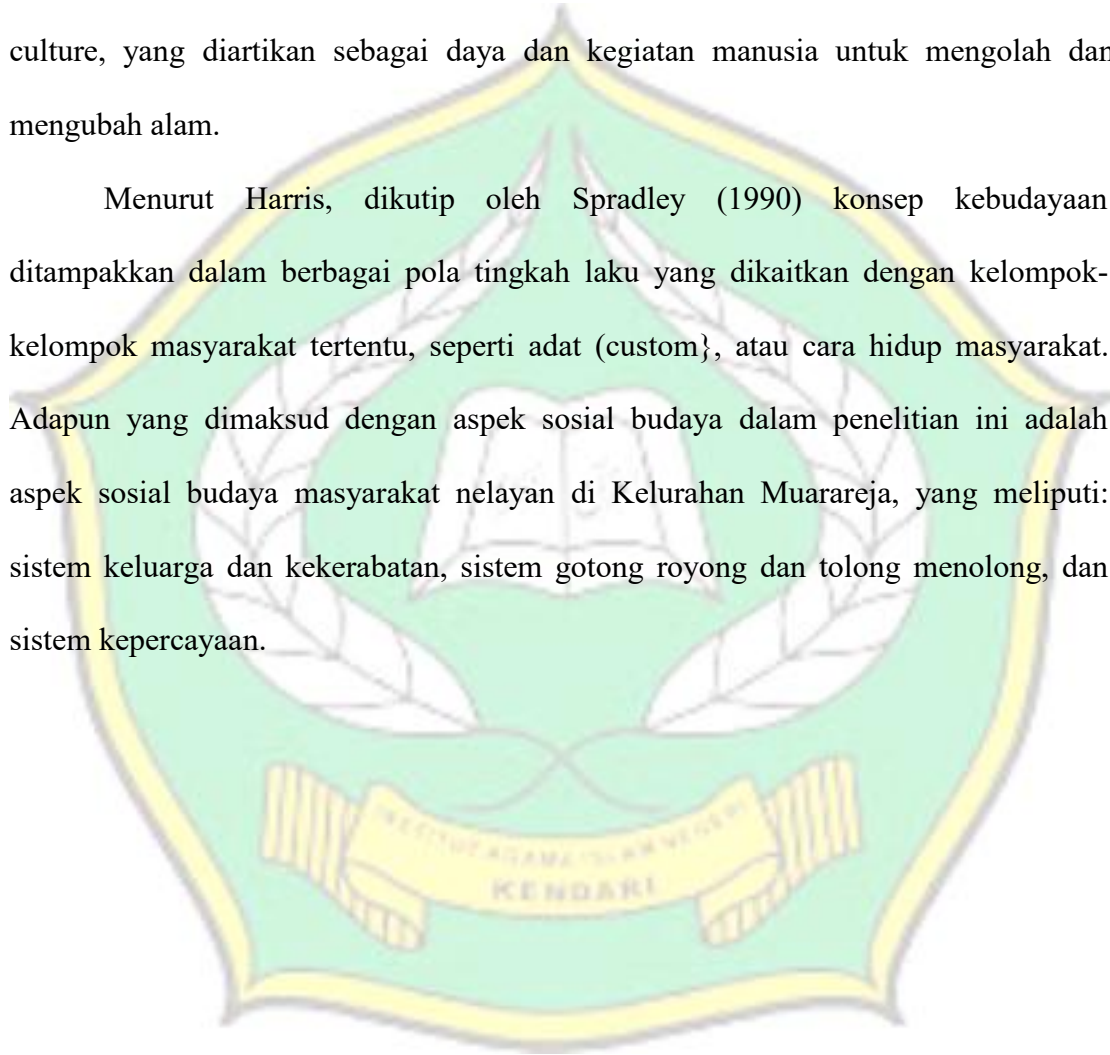 culture, yang diartikan sebagai daya dan kegiatan manusia untuk mengolah dan
mengubah alam.
Menurut Harris, dikutip oleh Spradley (1990) konsep kebudayaan
ditampakkan dalam berbagai pola tingkah laku yang dikaitkan dengan kelompok-
kelompok masyarakat tertentu, seperti adat (custom}, atau cara hidup masyarakat.
Adapun yang dimaksud dengan aspek sosial budaya dalam penelitian ini adalah
aspek sosial budaya masyarakat nelayan di Kelurahan Muarareja, yang meliputi:
sistem keluarga dan kekerabatan, sistem gotong royong dan tolong menolong, dan
sistem kepercayaan.
INSTITUT AGAMA ISLAM NEGERI
KENDARI